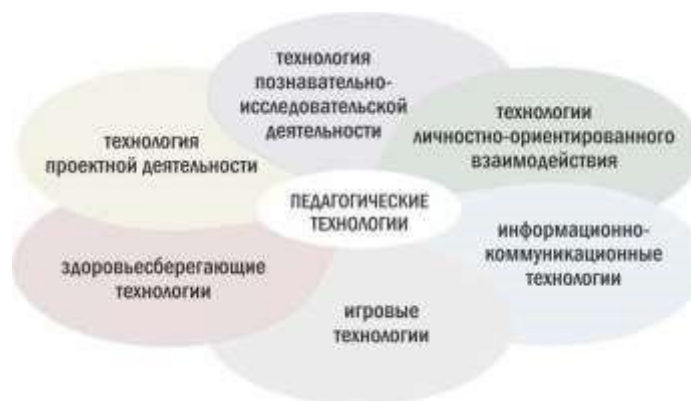 технология
познавательно-
исследовательской
деятельности
технологии
личностно-ориентированного
взаимодействия
технология
проектной деятельности
ПЕДАГОГИЧЕСКИЕ
ТЕХНОЛОГИИ
информационно-
коммуникационные
технологии
здоровьесберегающие
технологии
игровые
технологии